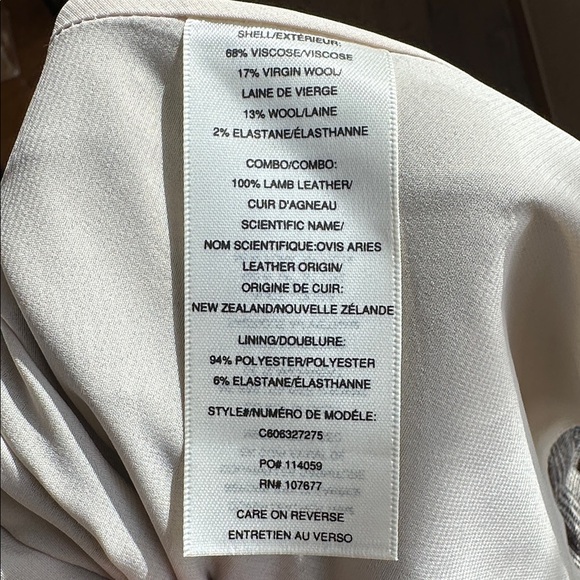 SHELL/EXTÉRIEUR:
68% VISCOSE/VISCOSE
17% VIRGIN WOOL/
LAINE DE VIERGE
13% WOOL/LAINE
2% ELASTANE/ÉLASTHANNE
COMBO/COMBO:
100% LAMB LEATHER/
CUIR D'AGNEAU
SCIENTIFIC NAME/
NOM SCIENTIFIQUE:OVIS ARIES
LEATHER ORIGIN/
ORIGINE DE CUIR:
NEW ZEALAND/NOUVELLE ZÉLANDE
LINING/DOUBLURE:
94% POLYESTER/POLYESTER
6% ELASTANE/ÉLASTHANNE
STYLE#/NUMÉRO DE MODÈLE:
C606327275
PO# 114059
RN# 107677
CARE ON REVERSE
ENTRETIEN AU VERSO